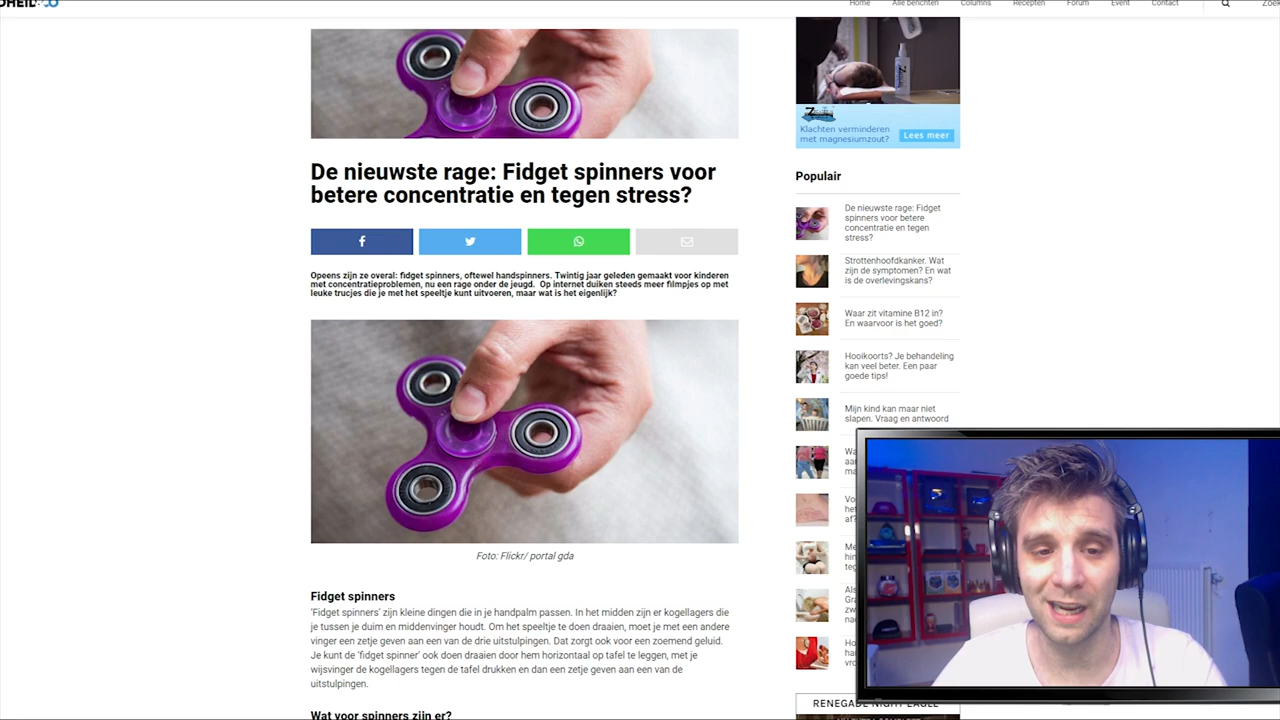 Home Alle berichten Columns Recepten Forum Event Contact
De nieuwste rage: Fidget spinners voor
betere concentratie en tegen stress?
Opeens zijn ze overal: fidget spinners, oftewel handspinners. Twintig jaar geleden gemaakt voor kinderen
met concentratieproblemen, nu een rage onder de jeugd. Op internet duiken steeds meer filmpjes op met
leuke trucjes die je met het speeltje kunt uitvoeren, maar wat is het eigenlijk?
Foto: Flickr/ portal gda
Fidget spinners
'Fidget spinners' zijn kleine dingen die in je handpalm passen. In het midden zijn er kogellagers die
je tussen je duim en middenvinger houdt. Om het speeltje te doen draaien, moet je met een andere
vinger een zetje geven aan een van de drie uitstulpingen. Dat zorgt ook voor een zoemend geluid.
Je kunt de 'fidget spinner' ook doen draaien door hem horizontaal op tafel te leggen, met je
wijsvinger de kogellagers tegen de tafel drukken en dan een zetje geven aan een van de
uitstulpingen.
Wat voor spinners zijn er?
Klachten verminderen
met magnesiumzout?
Lees meer
Populair
De nieuwste rage: Fidget
spinners voor betere
concentratie en tegen
stress?
Strottenhoofdkanker. Wat
zijn de symptomen? En wat
is de overlevingskans?
Waar zit vitamine B12 in?
En waarvoor is het goed?
Hooikoorts? Je behandeling
kan veel beter. Een paar
goede tips!
Mijn kind kan maar niet
slapen. Vraag en antwoord
RENEGADE NIGHT EAGLE